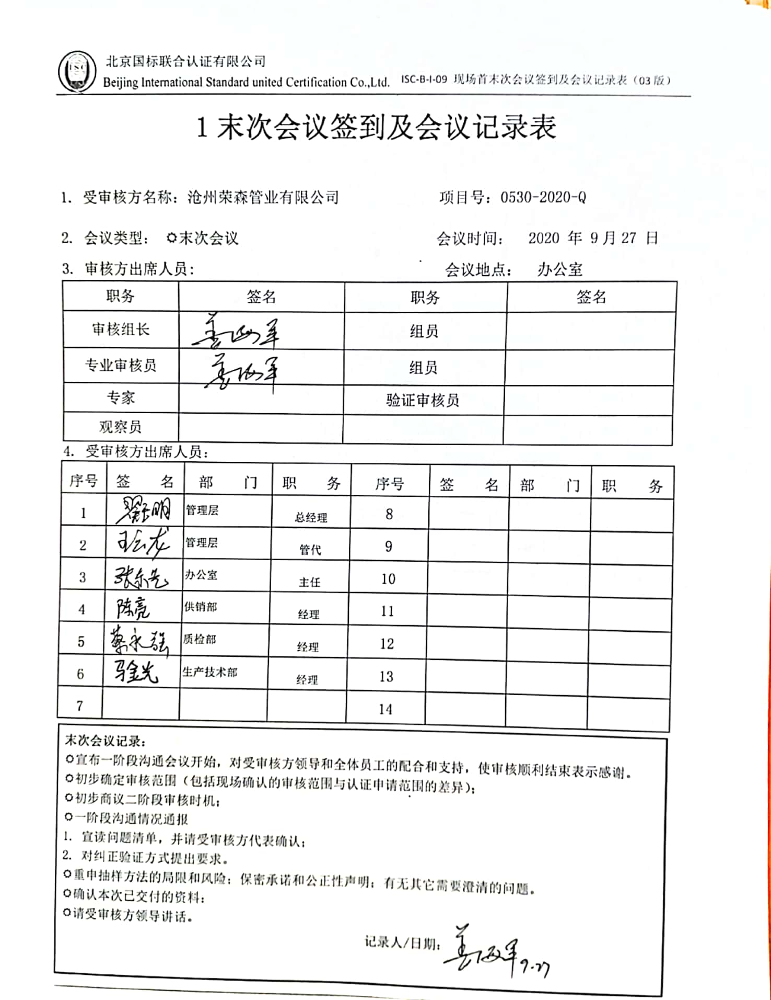 ISC
北京国标联合认证有限公司
Beijing International Standard united Certification Co.,Ltd. ISC-B-I-09 现场首末次会议签到及会议记录表（03版）
1 末次会议签到及会议记录表
1. 受审核方名称：沧州荣森管业有限公司 项目号：0530-2020-Q
2. 会议类型： ✡末次会议 会议时间： 2020 年 9 月 27 日
3. 审核方出席人员： 会议地点： 办公室
职务 签名 职务 签名
审核组长 姜海军 组员
专业审核员 姜海军 组员
专家 验证审核员
观察员
4. 受审核方出席人员：
序号 签 名 部 门 职 务 序号 签 名 部 门 职 务
1 管理层 总经理 8
2 王云龙 管理层 管代 9
3 办公室 主任 10
4 陈亮 供销部 经理 11
5 蔡永强 质检部 经理 12
6 马金光 生产技术部 经理 13
7 14
末次会议记录：
✡宣布一阶段沟通会议开始，对受审核方领导和全体员工的配合和支持，使审核顺利结束表示感谢。
✡初步确定审核范围（包括现场确认的审核范围与认证申请范围的差异）；
✡初步商议二阶段审核时机；
✡一阶段沟通情况通报
1. 宣读问题清单，并请受审核方代表确认；
2. 对纠正验证方式提出要求。
✡重申抽样方法的局限和风险；保密承诺和公正性声明；有无其它需要澄清的问题。
✡确认本次已交付的资料：
✡请受审核方领导讲话。
记录人/日期： 姜海军 9.27